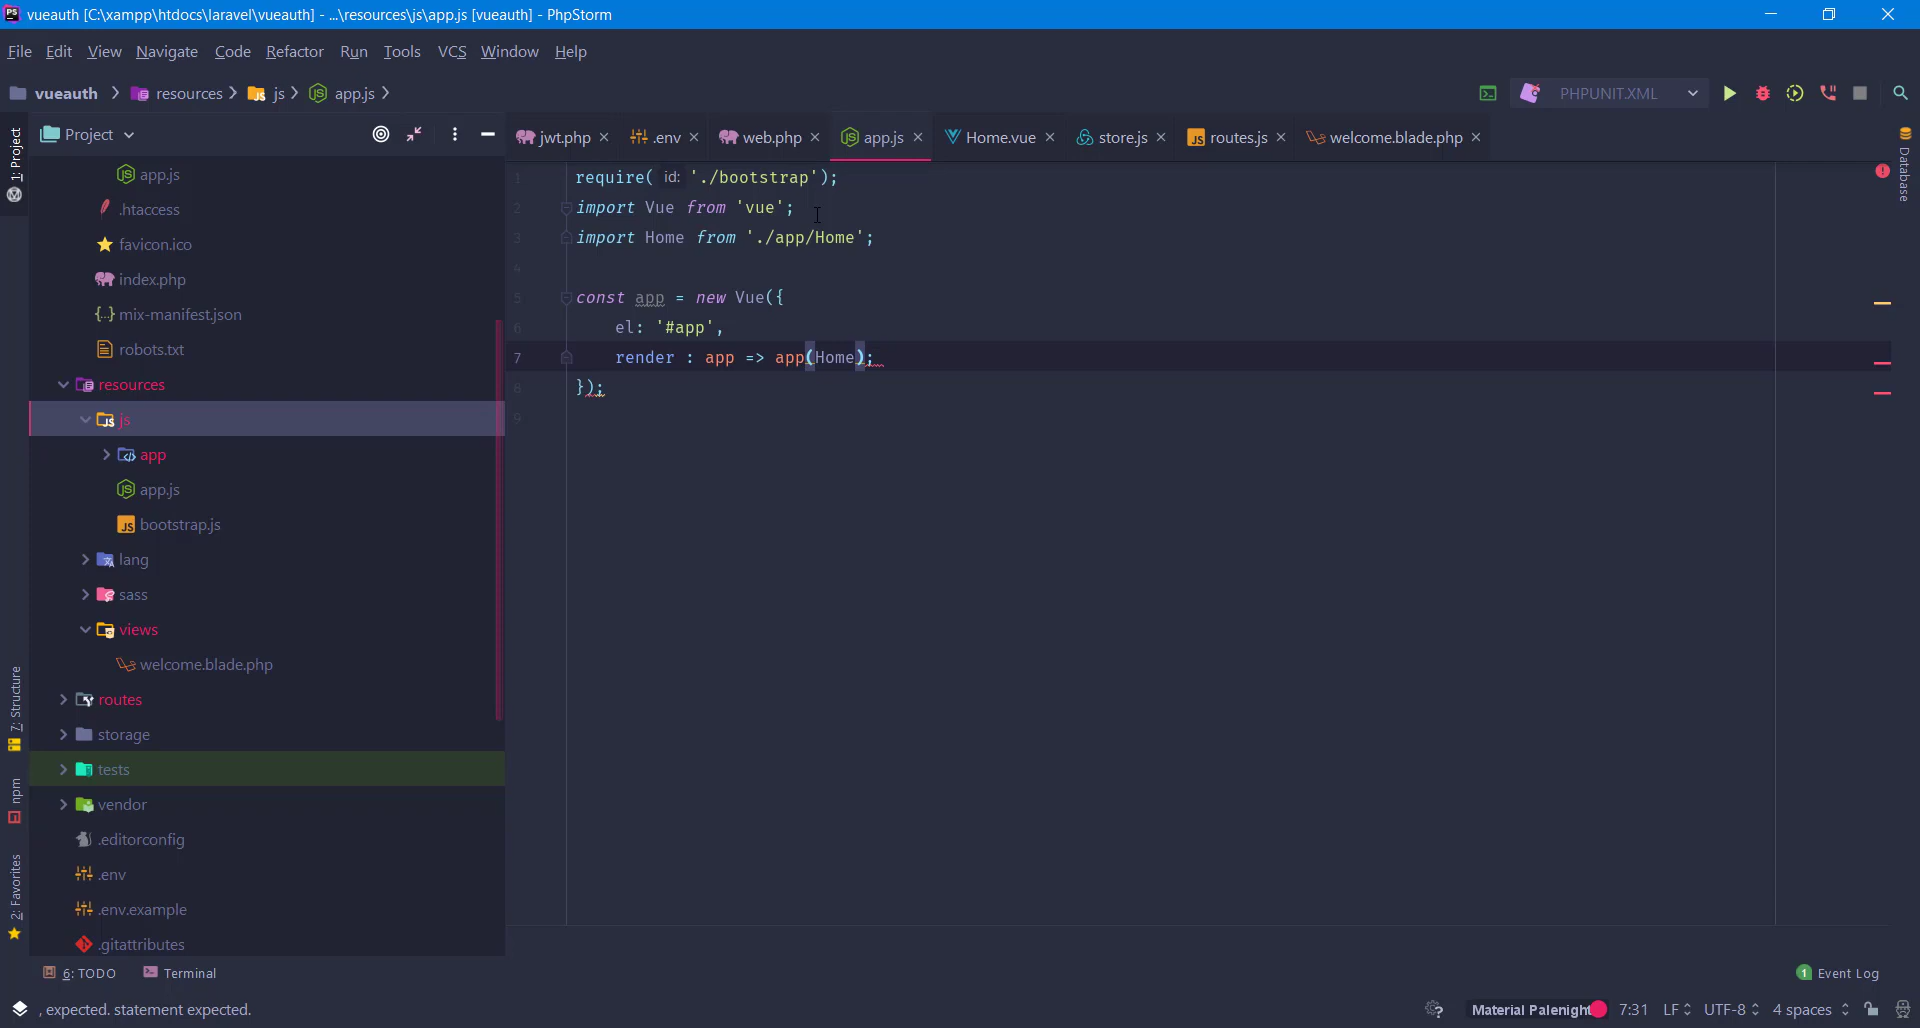 vueauth [C:\xampp\htdocs\laravel\vueauth] - ...\resources\js\app.js [vueauth] - PhpStorm
File Edit View Navigate Code Refactor Run Tools VCS Window Help
vueauth resources js app.js
PHPUNIT.XML
1: Project
Project
jwt.php .env web.php app.js Home.vue store.js routes.js welcome.blade.php
Database
app.js
.htaccess
favicon.ico
index.php
mix-manifest.json
robots.txt
resources
js
app
app.js
bootstrap.js
lang
sass
views
welcome.blade.php
routes
storage
tests
vendor
.editorconfig
.env
.env.example
.gitattributes
1 require( id: './bootstrap');
2 import Vue from 'vue';
3 import Home from './app/Home';
4
5 const app = new Vue({
6 el: '#app',
7 render : app => app(Home);
8 });
9
7: Structure
npm
2: Favorites
6: TODO Terminal
1 Event Log
, expected. statement expected.
Material Palenight 7:31 LF UTF-8 4 spaces